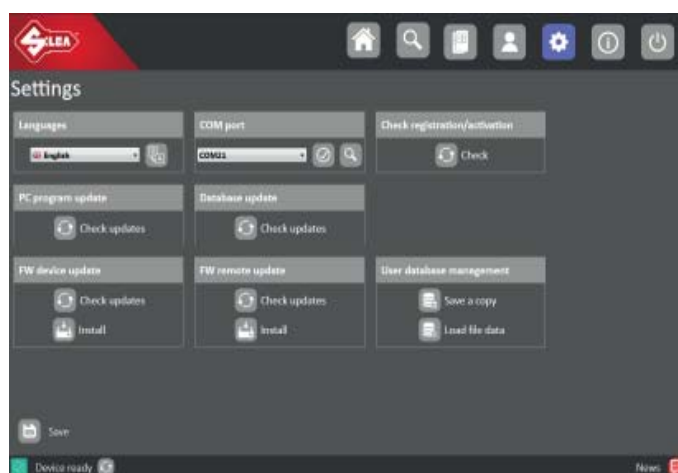 SILCA
Settings
Languages
COM port
Check registration/activation
English
COM21
Check
PC program update
Database update
Check updates
Check updates
FW device update
FW remote update
User database management
Check updates
Check updates
Save a copy
Install
Install
Load file data
Save
Device ready
News